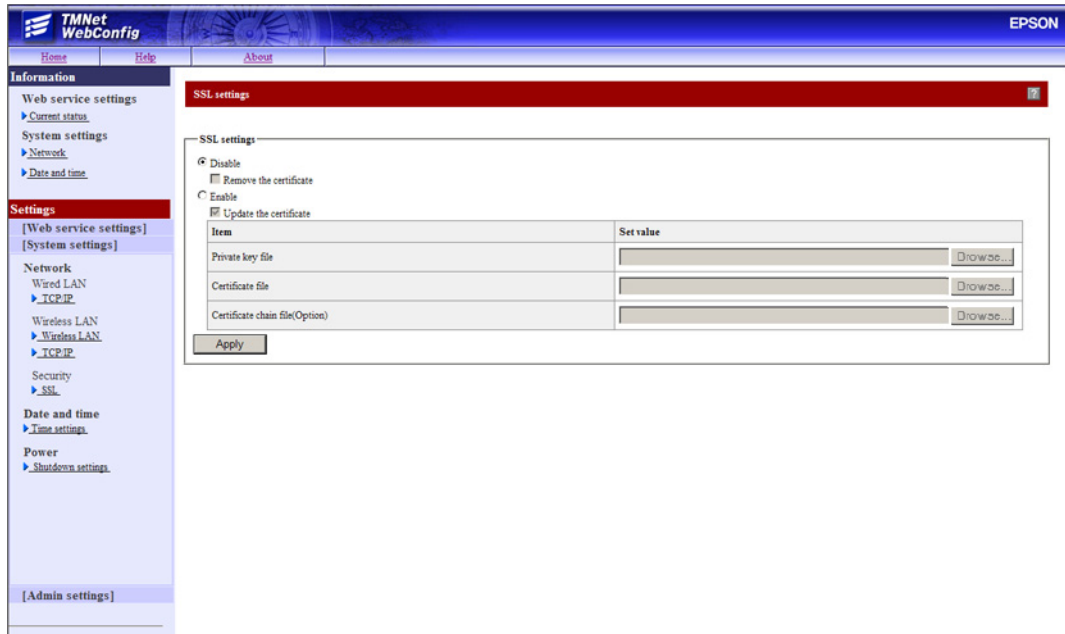 TMNet
WebConfig
EPSON
Home
Help
About
Information
Web service settings
Current status
System settings
Network
Date and time
Settings
[Web service settings]
[System settings]
Network
Wired LAN
TCP/IP
Wireless LAN
Wireless LAN
TCP/IP
Security
SSL
Date and time
Time settings
Power
Shutdown settings
[Admin settings]
SSL settings
?
SSL settings
Disable
Remove the certificate
Enable
Update the certificate
Item
Set value
Private key file
Browse...
Certificate file
Browse...
Certificate chain file(Option)
Browse...
Apply